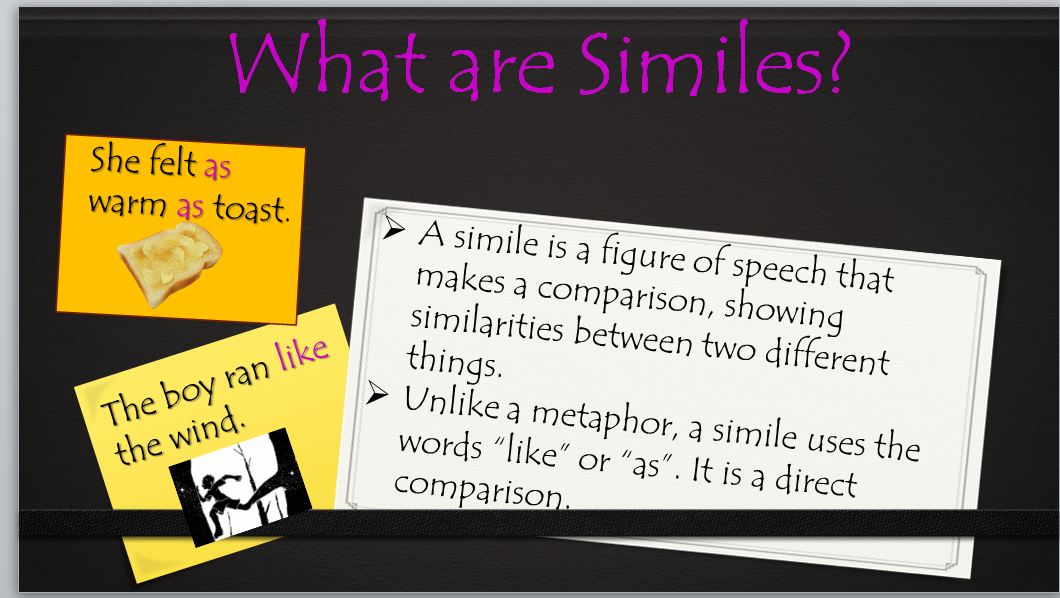 What are Similes?
She felt as
warm as toast.
The boy ran like
the wind.
➢ A simile is a figure of speech that
makes a comparison, showing
similarities between two different
things.
➢ Unlike a metaphor, a simile uses the
words “like” or “as”. It is a direct
comparison.